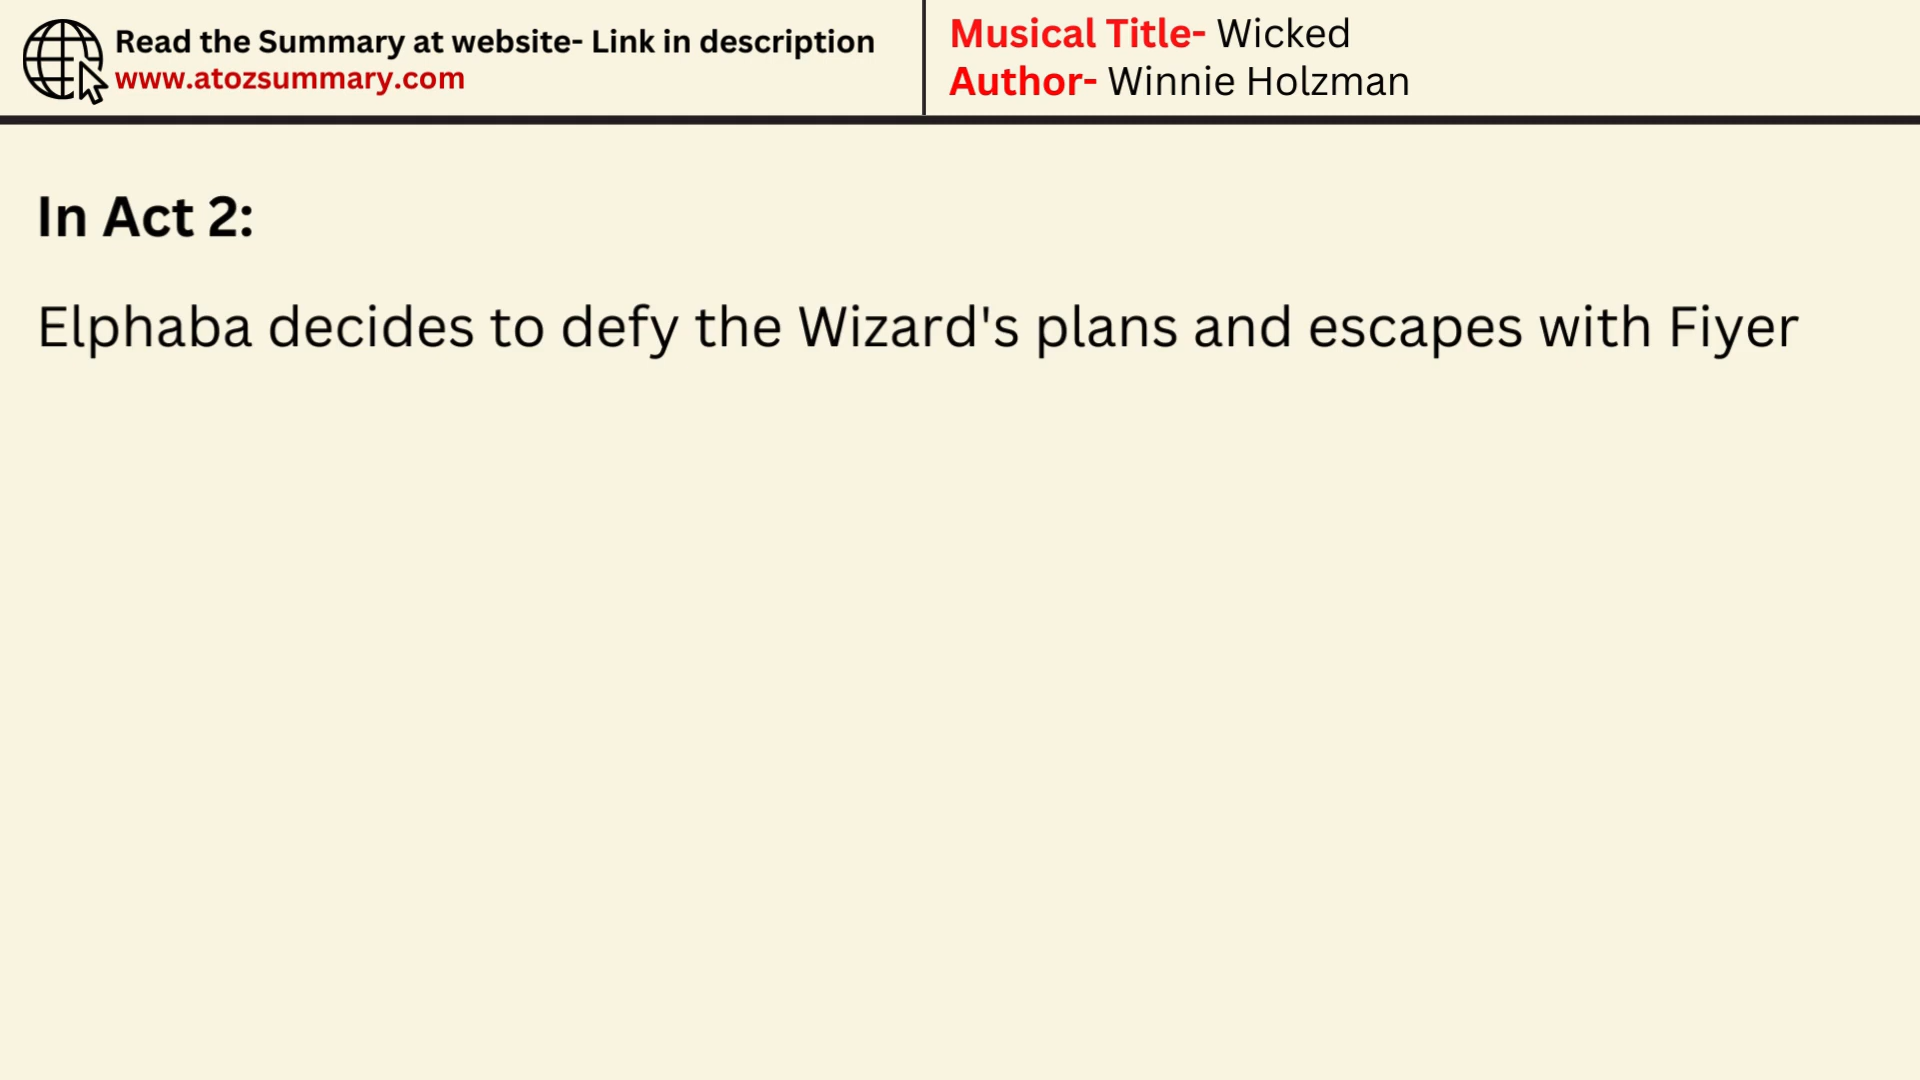 Read the Summary at website- Link in description
www.atozsummary.com
Musical Title- Wicked
Author- Winnie Holzman
In Act 2:
Elphaba decides to defy the Wizard's plans and escapes with Fiyer